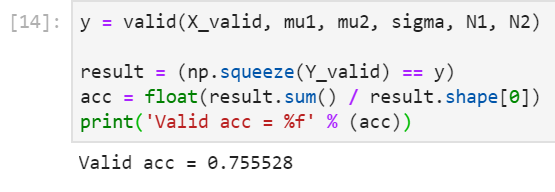 [14]: y = valid(X_valid, mu1, mu2, sigma, N1, N2)
result = (np.squeeze(Y_valid) == y)
acc = float(result.sum() / result.shape[0])
print('Valid acc = %f' % (acc))
Valid acc = 0.755528